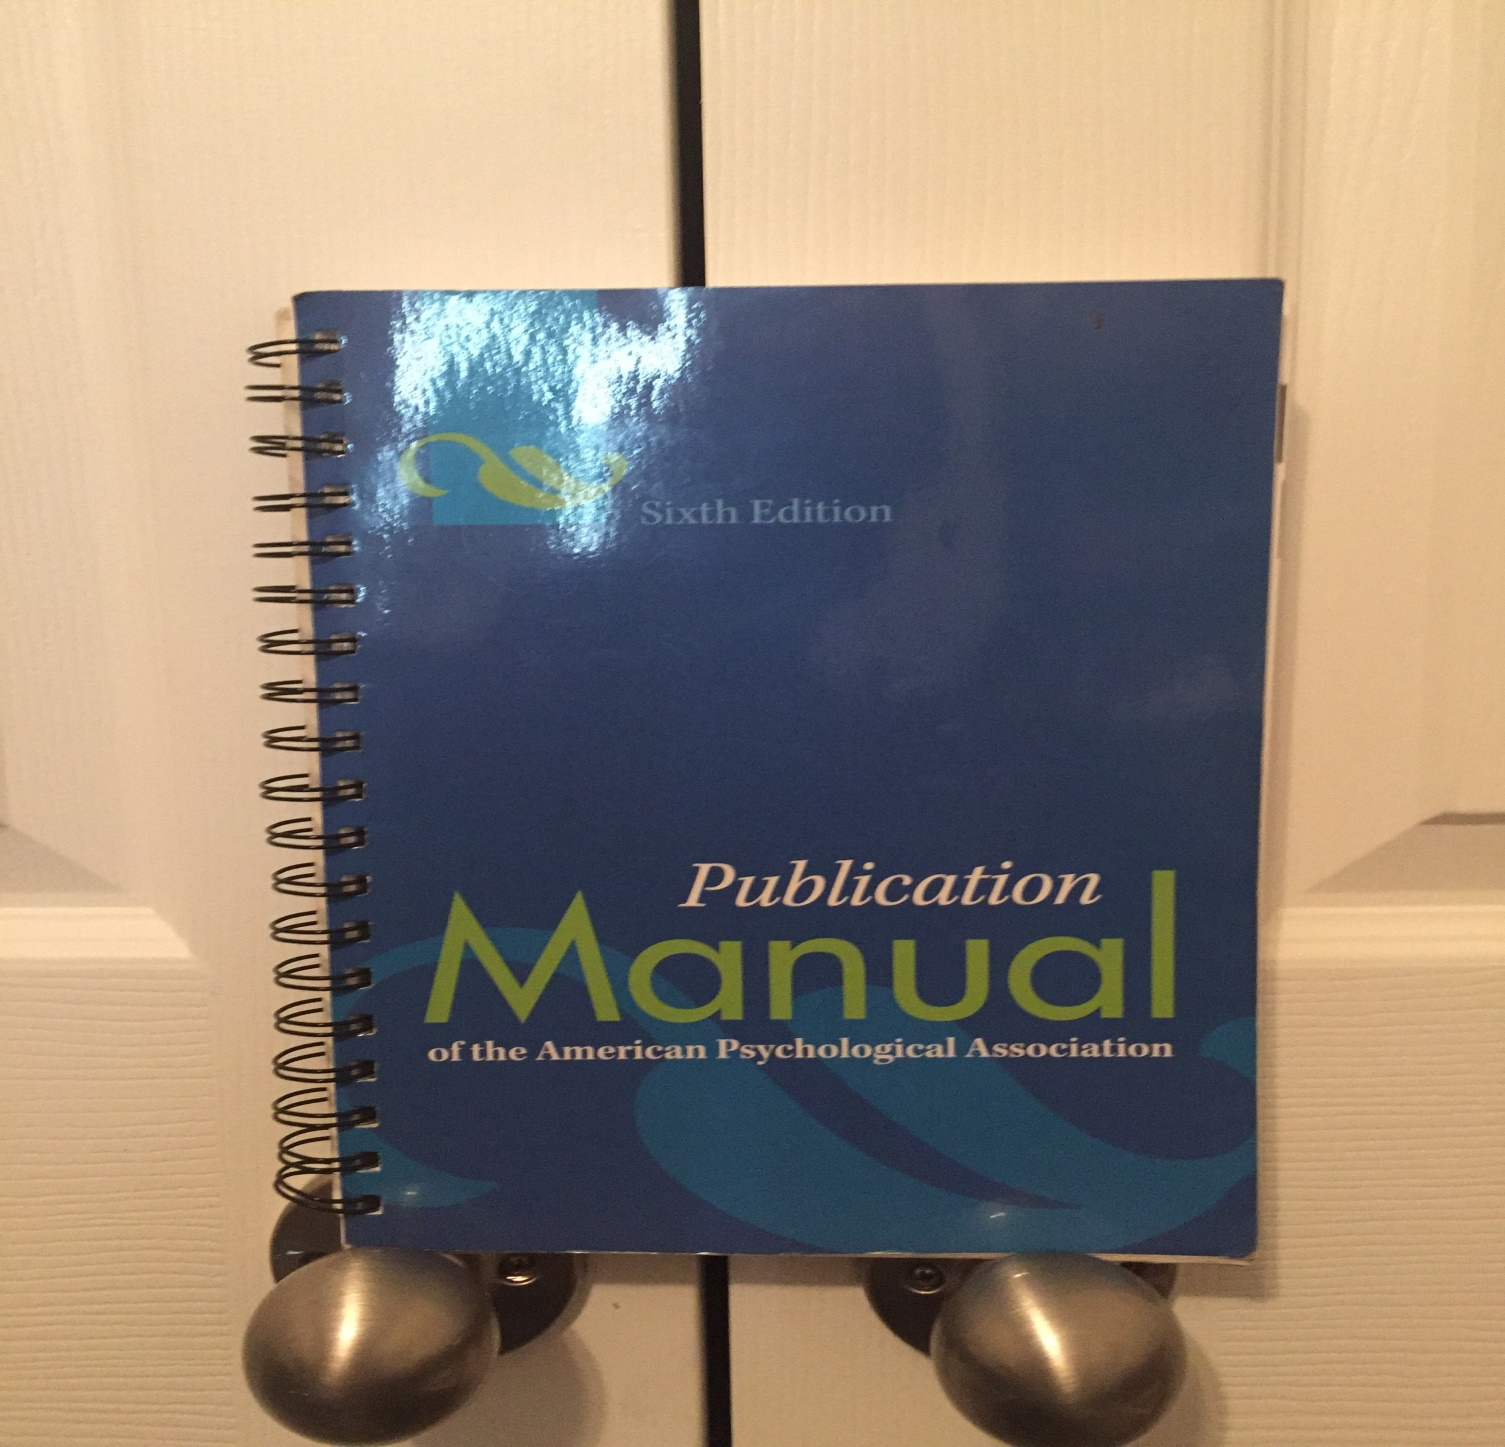 Sixth Edition
Publication
Manual
of the American Psychological Association